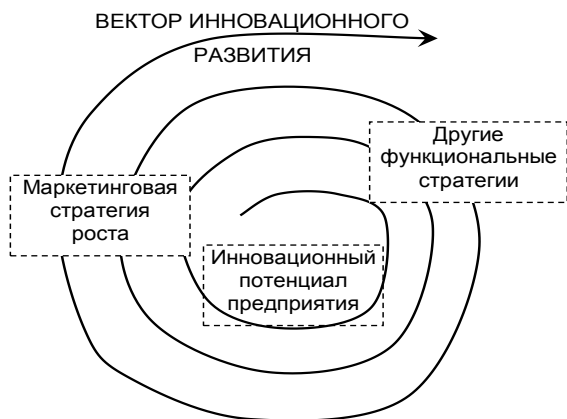 ВЕКТОР ИННОВАЦИОННОГО
РАЗВИТИЯ
Другие
функциональные
стратегии
Маркетинговая
стратегия
роста
Инновационный
потенциал
предприятия